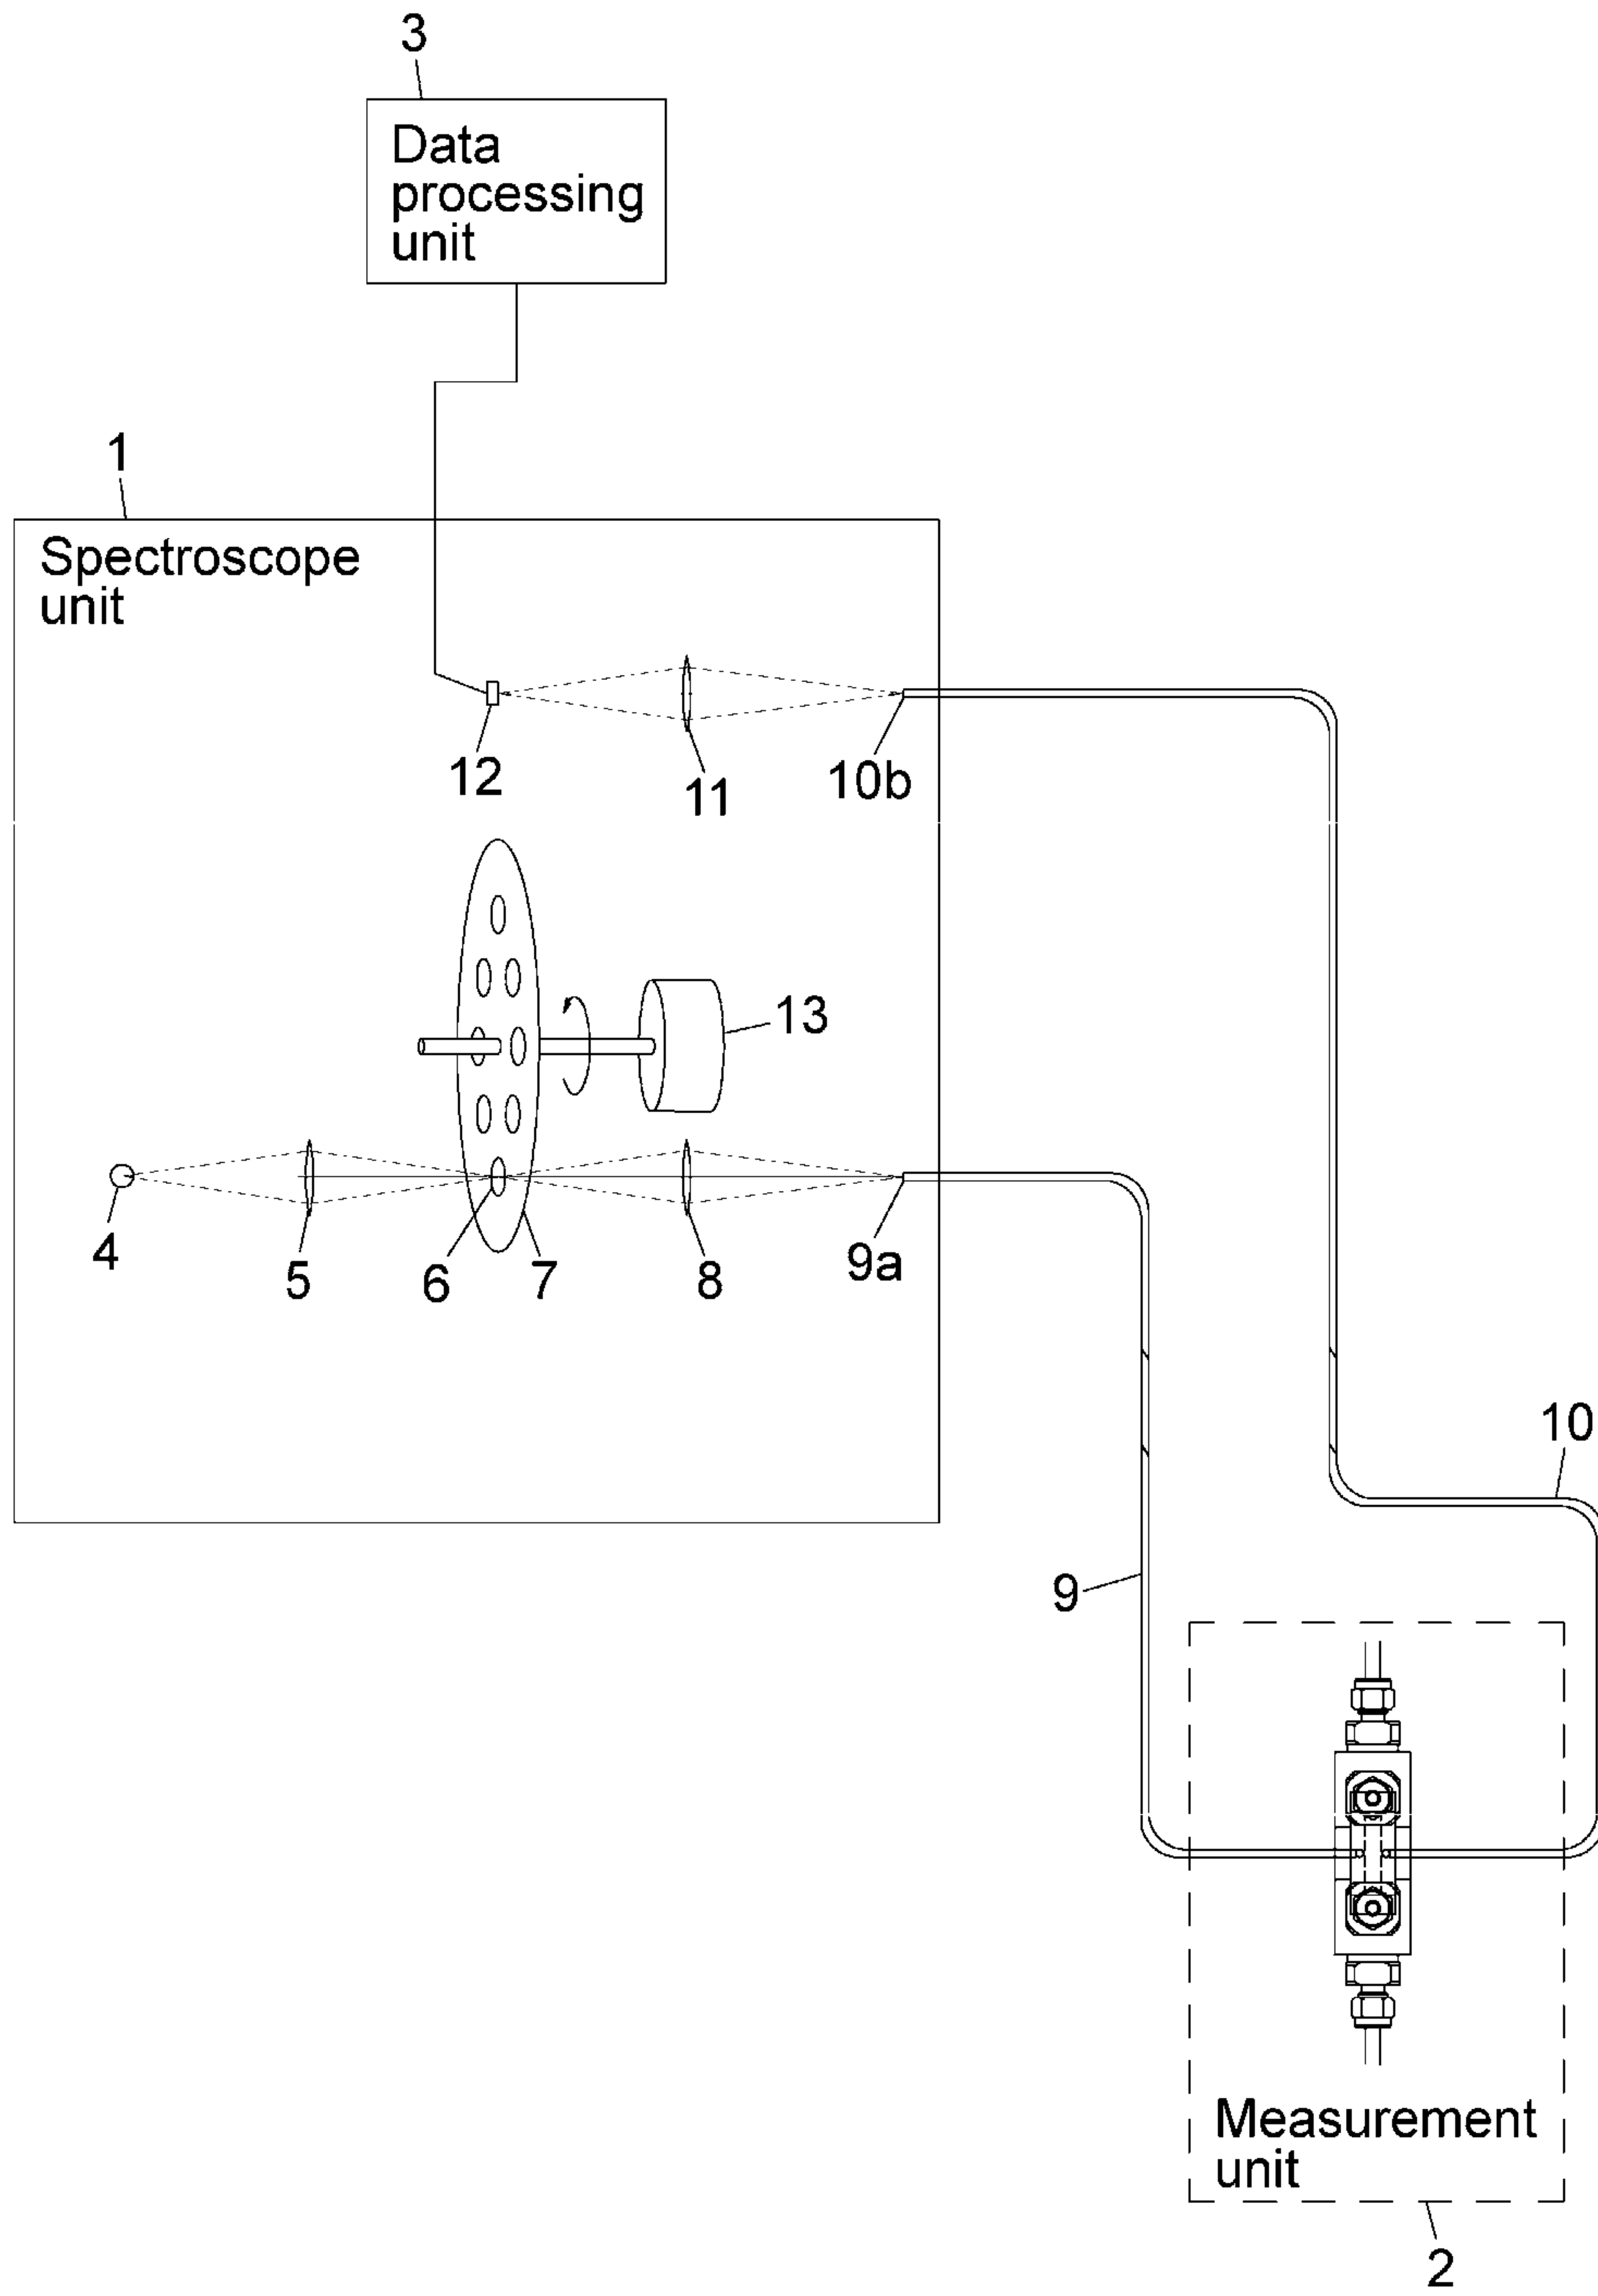 3
Data
processing
unit
1
Spectroscope
unit
12
11
10b
13
4
5
6
7
8
9a
10
9
Measurement
unit
2